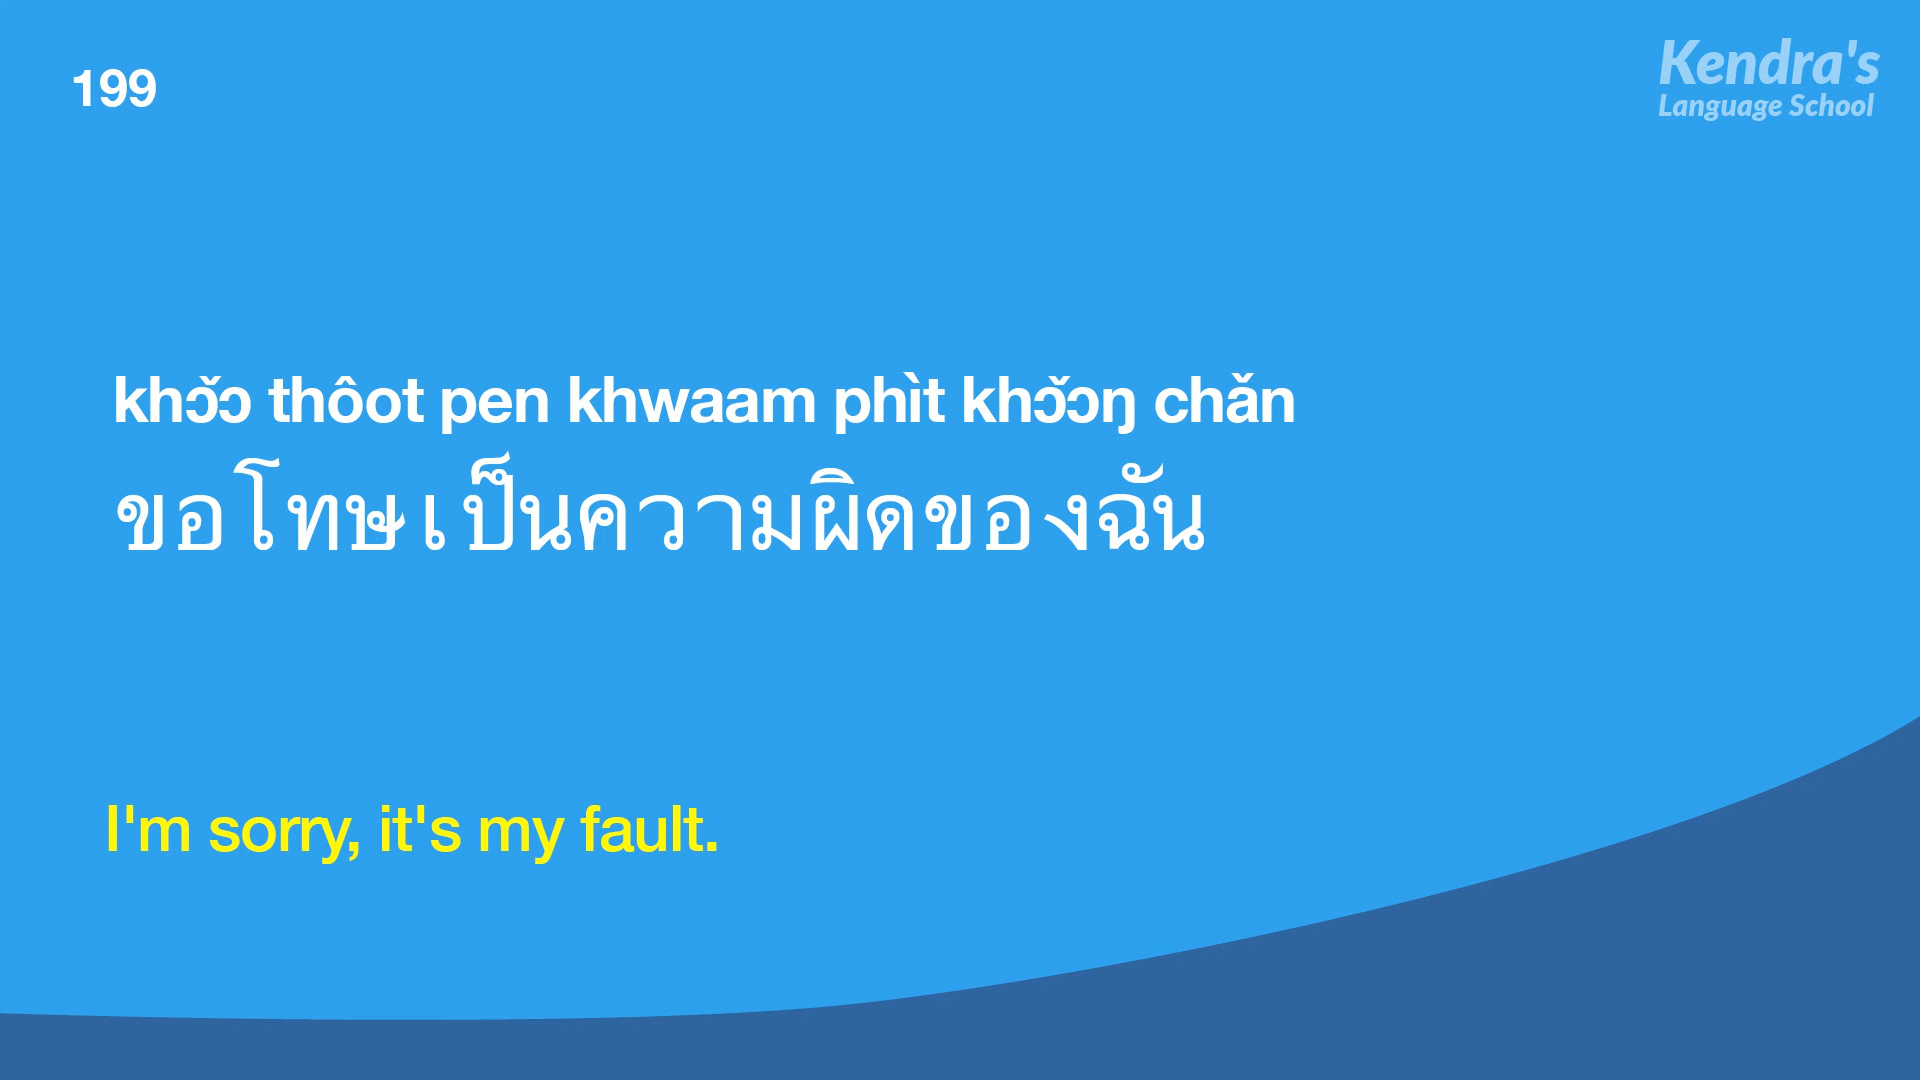 199
Kendra's
Language School
khɔ̌ɔ thôot pen khwaam phìt khɔ̌ɔŋ chǎn
ขอโทษเป็นความผิดของฉัน
I'm sorry, it's my fault.